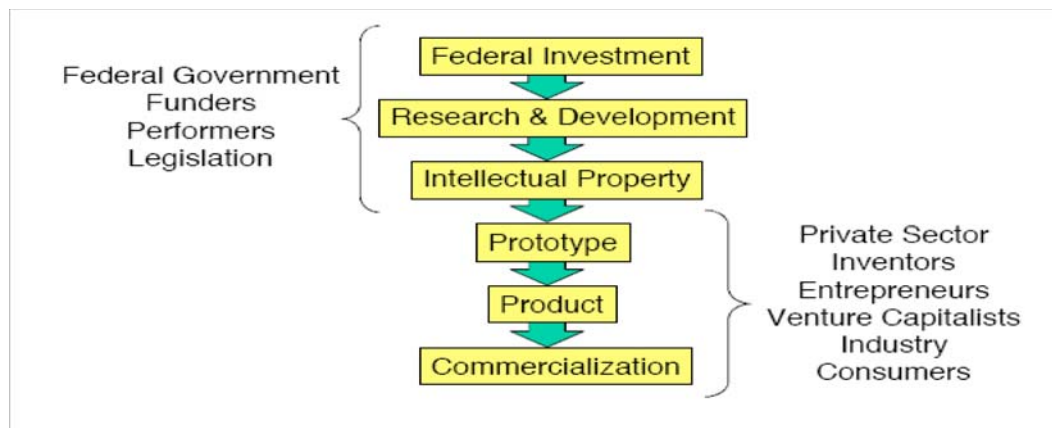 Federal Government
Funders
Performers
Legislation
Federal Investment
Research & Development
Intellectual Property
Prototype
Product
Commercialization
Private Sector
Inventors
Entrepreneurs
Venture Capitalists
Industry
Consumers